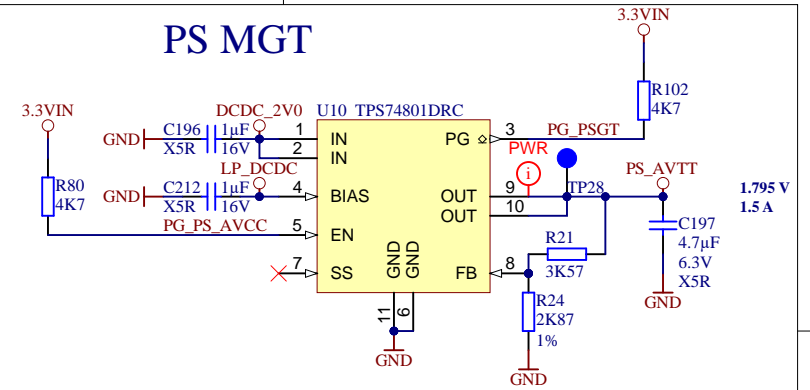 PS MGT
3.3VIN
R102
4K7
3.3VIN
DCDC_2V0
U10 TPS74801DRC
GND
C196
1µF
X5R
16V
1
IN
2
IN
PG
3
PG_PSGT
PWR
i
R80
4K7
LP_DCDC
GND
C212
1µF
X5R
16V
4
BIAS
OUT
9
OUT
10
TP28
PS_AVTT
1.795 V
1.5 A
PG_PS_AVCC
5
EN
C197
4.7µF
6.3V
X5R
GND
R21
3K57
7
SS
GND
GND
FB
8
11
6
GND
R24
2K87
1%
GND